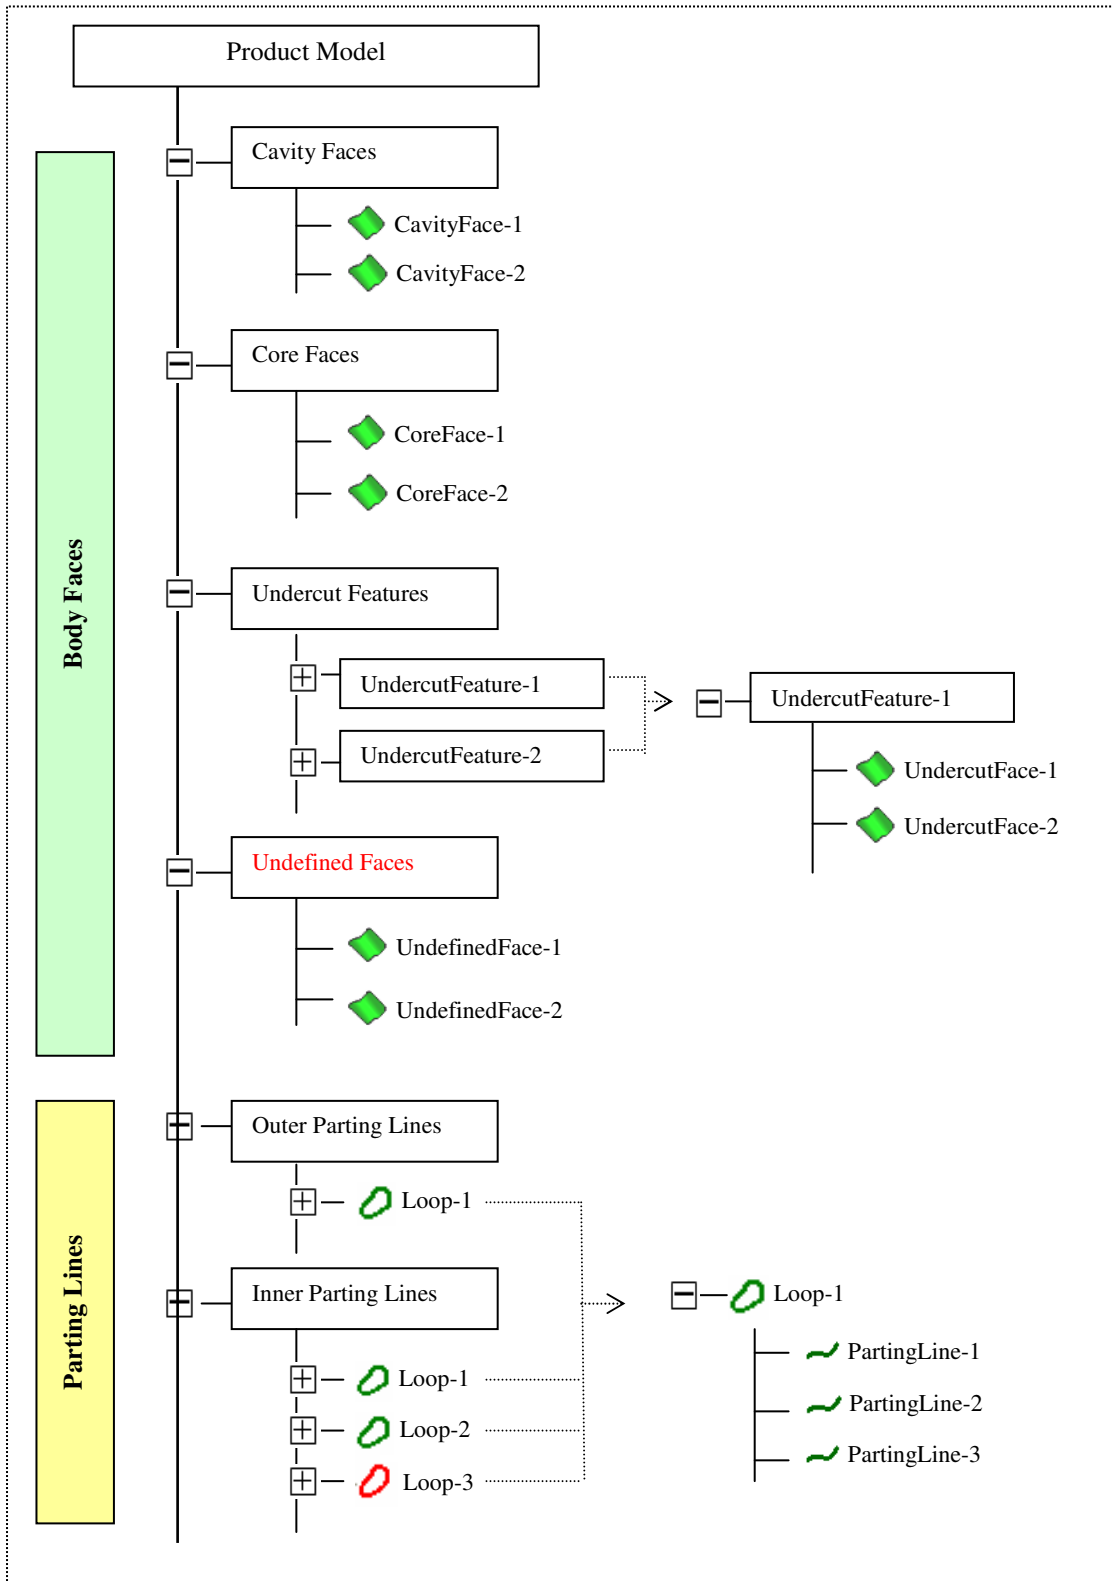 Product Model
Body Faces
Cavity Faces
CavityFace-1
CavityFace-2
Core Faces
CoreFace-1
CoreFace-2
Undercut Features
UndercutFeature-1
UndercutFeature-2
UndercutFeature-1
UndercutFace-1
UndercutFace-2
Undefined Faces
UndefinedFace-1
UndefinedFace-2
Parting Lines
Outer Parting Lines
Loop-1
Inner Parting Lines
Loop-1
Loop-2
Loop-3
Loop-1
PartingLine-1
PartingLine-2
PartingLine-3